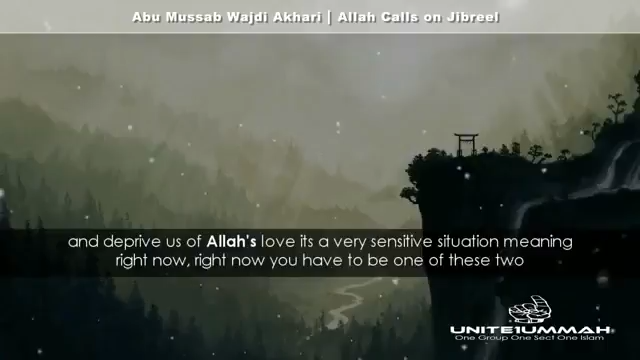 Abu Mussab Wajdi Akhari | Allah Calls on Jibreel
and deprive us of Allah's love its a very sensitive situation meaning
right now, right now you have to be one of these two
UNITE1UMMAH
One Group One Sect One Islam